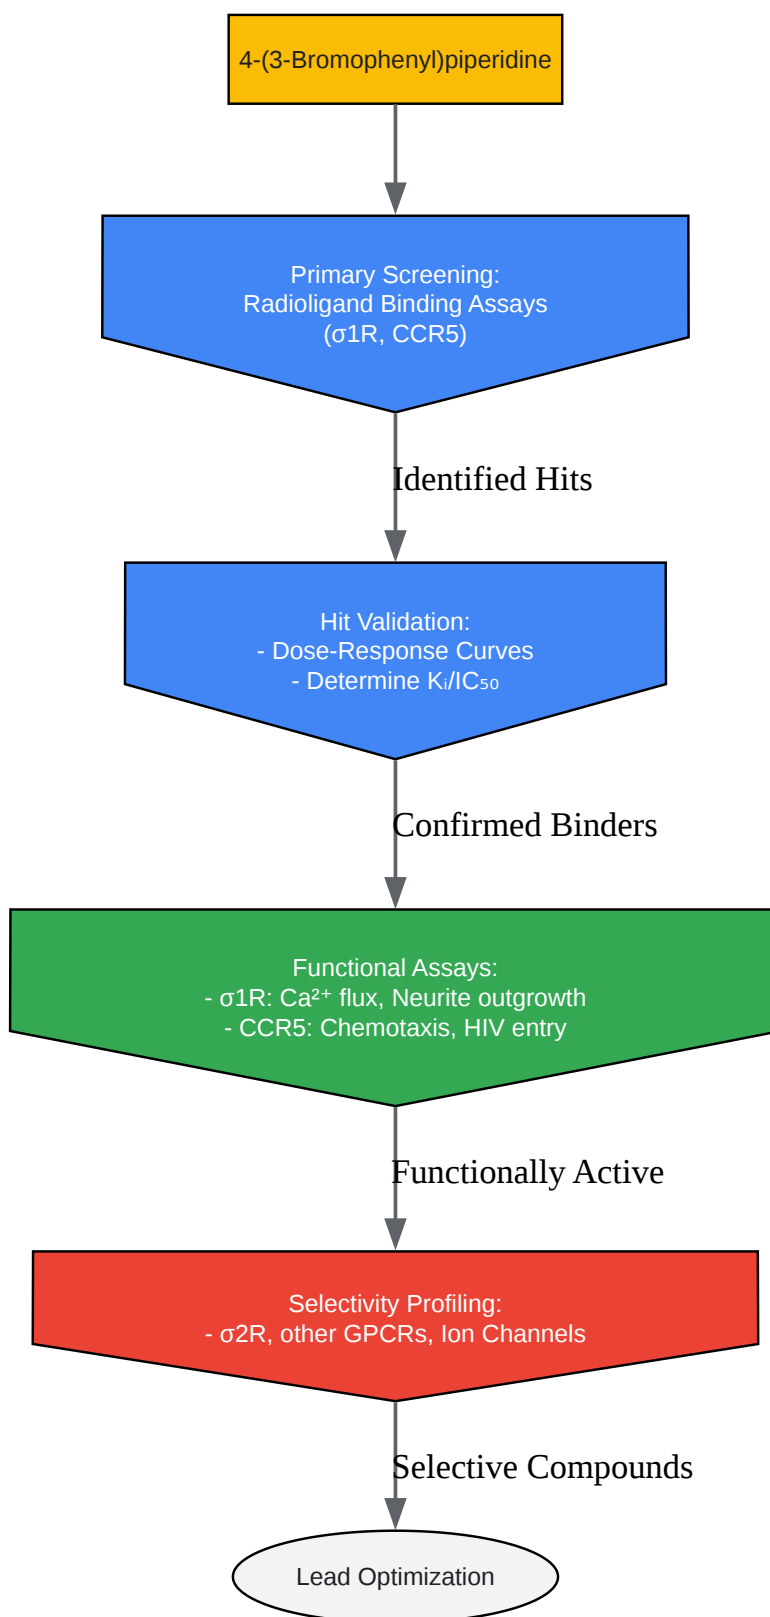 4-(3-Bromophenyl)piperidine
Primary Screening:
Radioligand Binding Assays
(σ1R, CCR5)
Identified Hits
Hit Validation:
- Dose-Response Curves
- Determine Kᵢ/IC₅₀
Confirmed Binders
Functional Assays:
- σ1R: Ca²⁺ flux, Neurite outgrowth
- CCR5: Chemotaxis, HIV entry
Functionally Active
Selectivity Profiling:
- σ2R, other GPCRs, Ion Channels
Selective Compounds
Lead Optimization